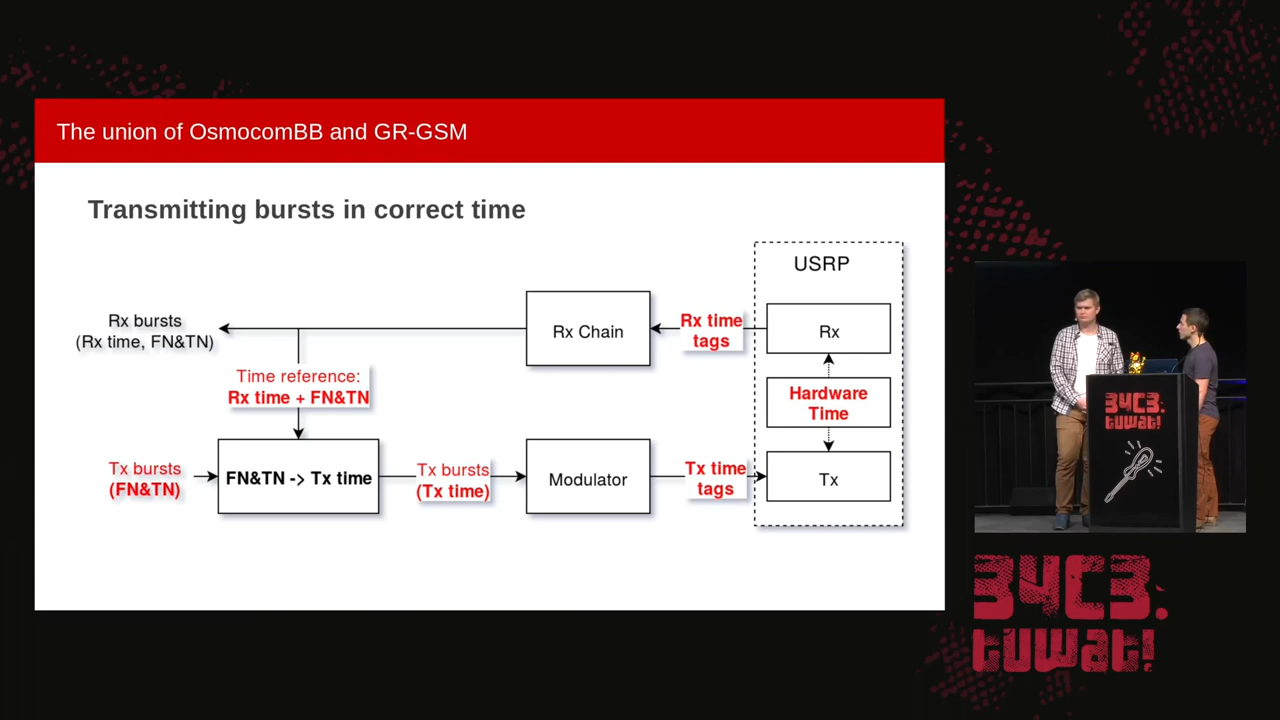 The union of OsmocomBB and GR-GSM
Transmitting bursts in correct time
USRP
Rx bursts
(Rx time, FN&TN)
Rx Chain
Rx time
tags
Rx
Time reference:
Rx time + FN&TN
Hardware
Time
Tx bursts
(FN&TN)
FN&TN -> Tx time
Tx bursts
(Tx time)
Modulator
Tx time
tags
Tx
34C3.
tuwat!
34C3.
tuwat!